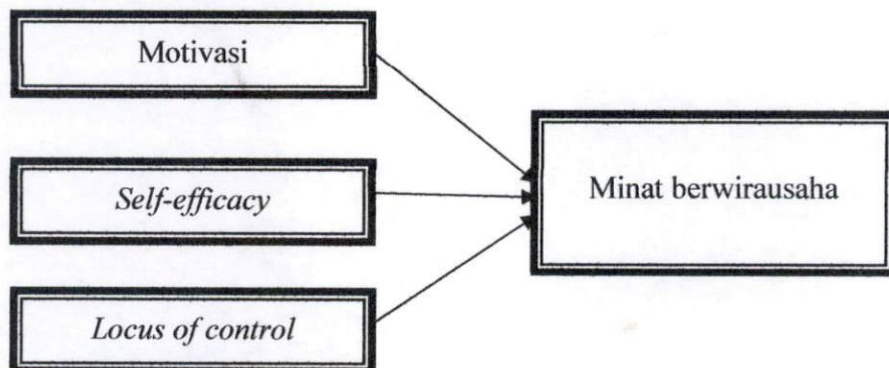 Motivasi
Self-efficacy
Minat berwirausaha
Locus of control